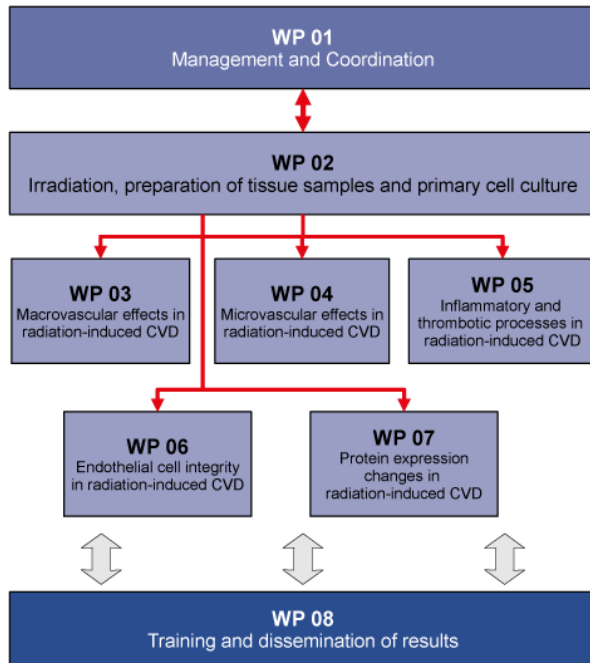 WP 01
Management and Coordination
WP 02
Irradiation, preparation of tissue samples and primary cell culture
WP 03
Macrovascular effects in
radiation-induced CVD
WP 04
Microvascular effects in
radiation-induced CVD
WP 05
Inflammatory and
thrombotic processes in
radiation-induced CVD
WP 06
Endothelial cell integrity
in radiation-induced CVD
WP 07
Protein expression
changes in
radiation-induced CVD
WP 08
Training and dissemination of results